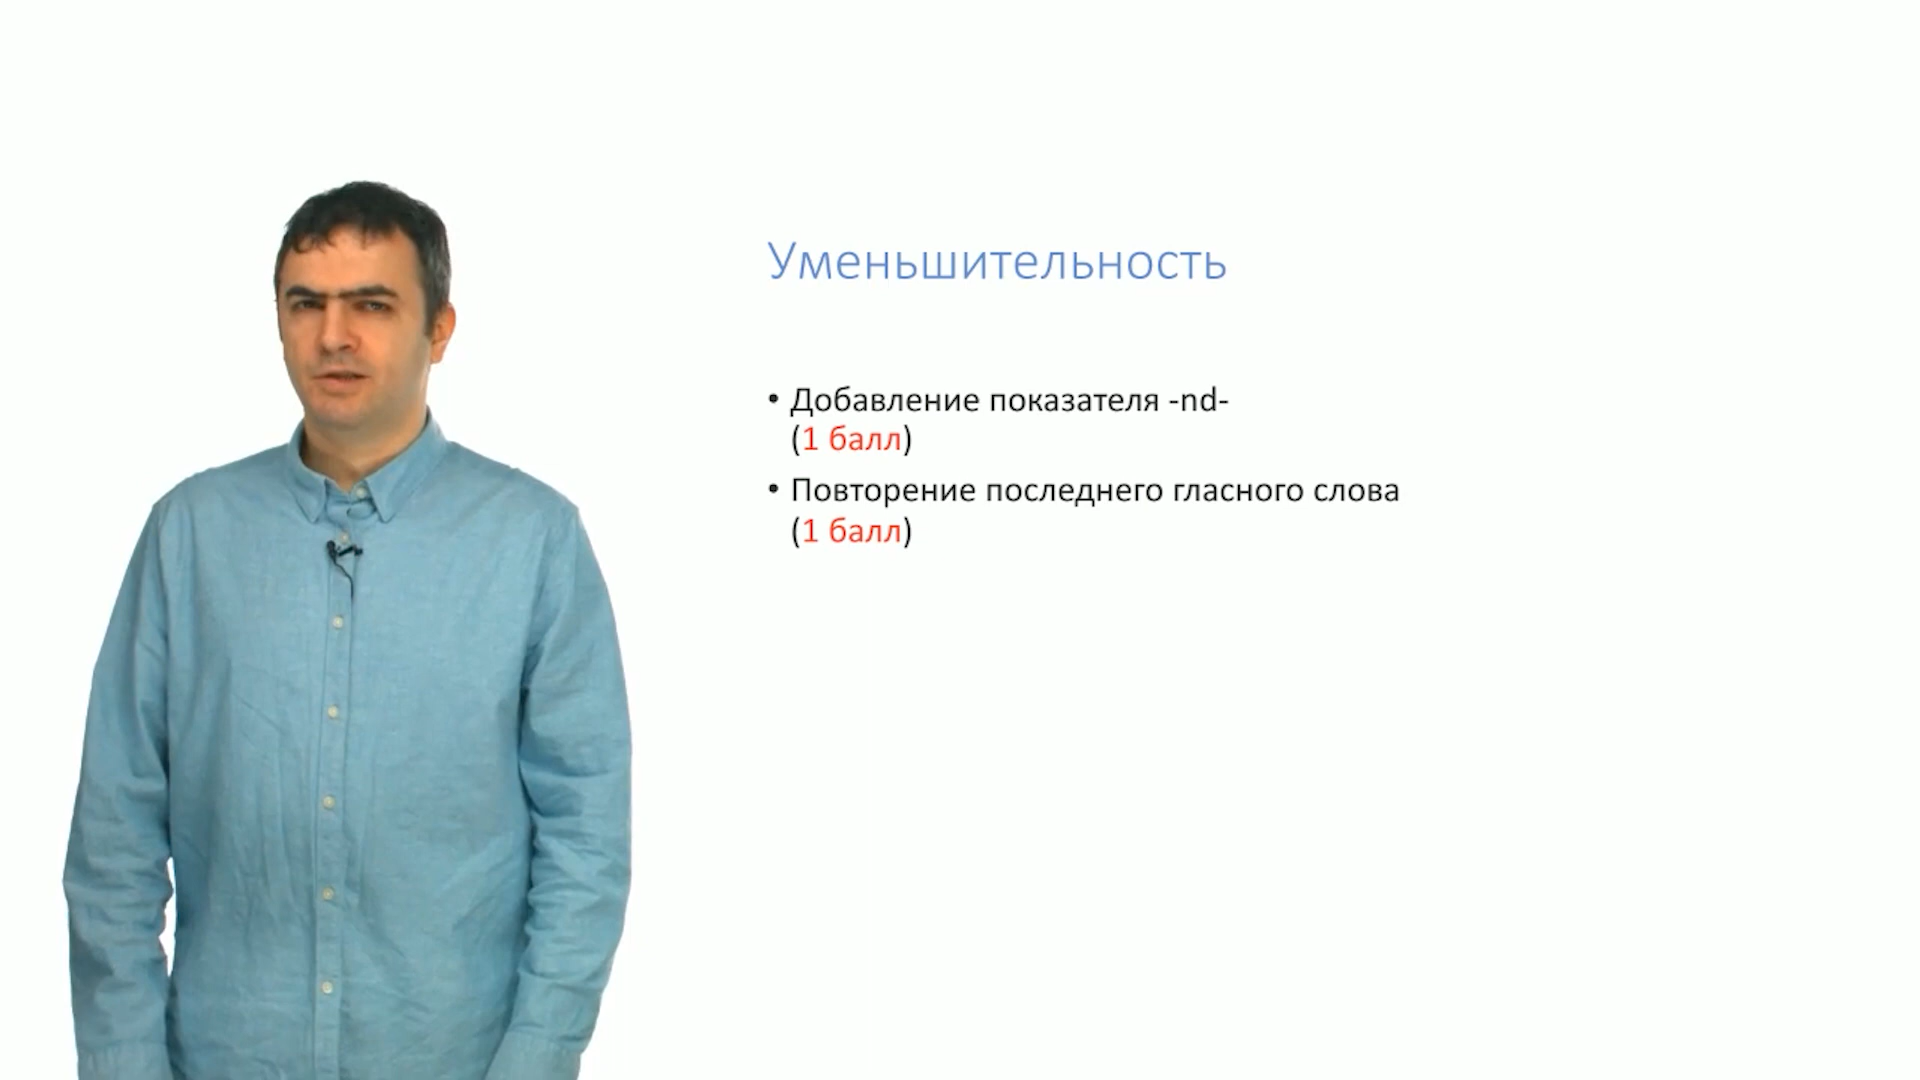 Уменьшительность
• Добавление показателя -nd-
(1 балл)
• Повторение последнего гласного слова
(1 балл)